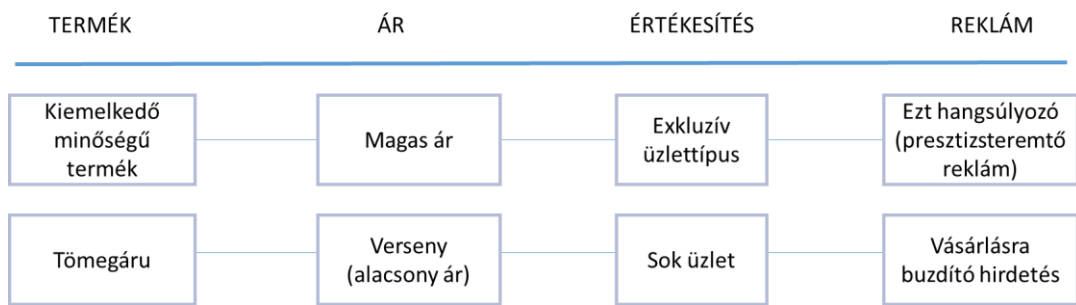 TERMÉK ÁR ÉRTÉKESÍTÉS REKLÁM
Kiemelkedő
minőségű
termék
Magas ár
Exkluzív
üzlettípus
Ezt hangsúlyozó
(presztizsteremtő
reklám)
Tömegáru
Verseny
(alacsony ár)
Sok üzlet
Vásárlásra
buzdító hirdetés